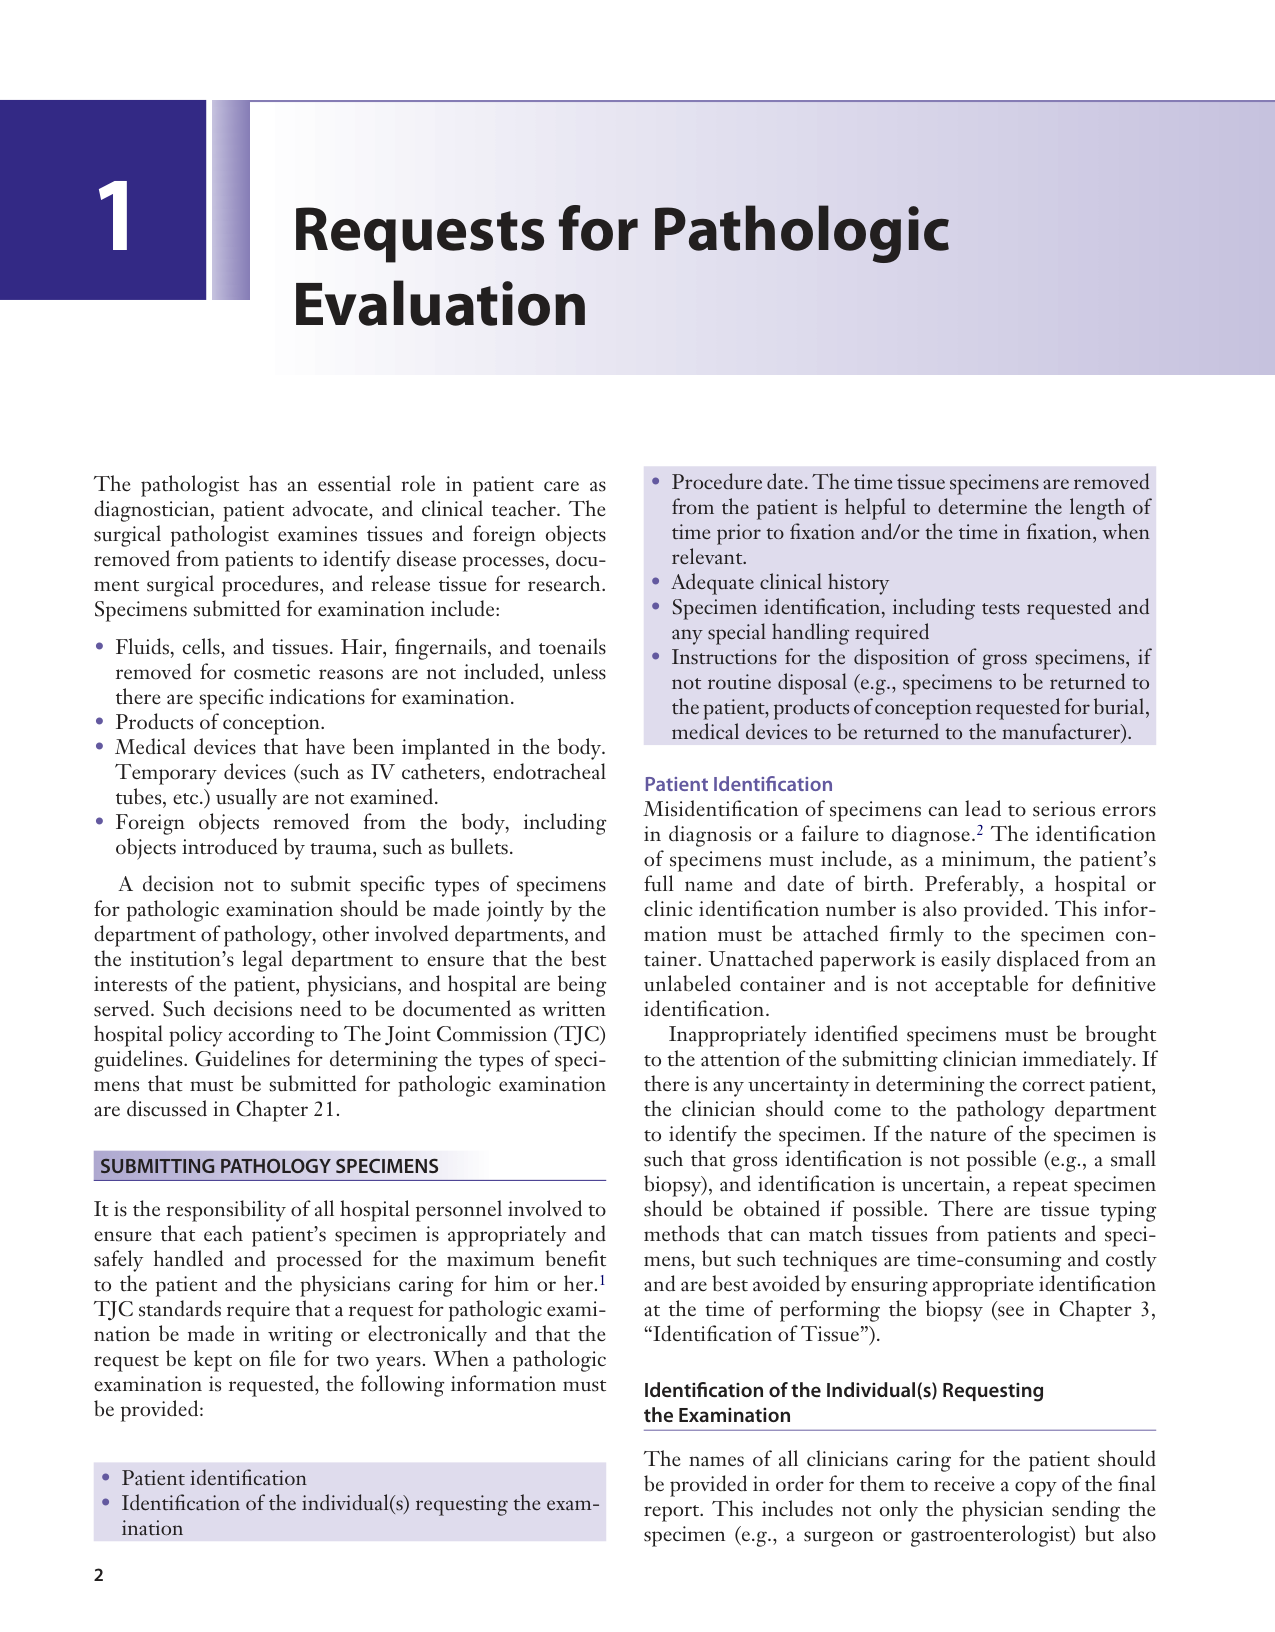 1
Requests for Pathologic
Evaluation
The pathologist has an essential role in patient care as
diagnostician, patient advocate, and clinical teacher. The
surgical pathologist examines tissues and foreign objects
removed from patients to identify disease processes, docu-
ment surgical procedures, and release tissue for research.
Specimens submitted for examination include:
• Fluids, cells, and tissues. Hair, fingernails, and toenails
removed for cosmetic reasons are not included, unless
there are specific indications for examination.
• Products of conception.
• Medical devices that have been implanted in the body.
Temporary devices (such as IV catheters, endotracheal
tubes, etc.) usually are not examined.
• Foreign objects removed from the body, including
objects introduced by trauma, such as bullets.
A decision not to submit specific types of specimens
for pathologic examination should be made jointly by the
department of pathology, other involved departments, and
the institution’s legal department to ensure that the best
interests of the patient, physicians, and hospital are being
served. Such decisions need to be documented as written
hospital policy according to The Joint Commission (TJC)
guidelines. Guidelines for determining the types of speci-
mens that must be submitted for pathologic examination
are discussed in Chapter 21.
SUBMITTING PATHOLOGY SPECIMENS
It is the responsibility of all hospital personnel involved to
ensure that each patient’s specimen is appropriately and
safely handled and processed for the maximum benefit
to the patient and the physicians caring for him or her.1
TJC standards require that a request for pathologic exami-
nation be made in writing or electronically and that the
request be kept on file for two years. When a pathologic
examination is requested, the following information must
be provided:
• Patient identification
• Identification of the individual(s) requesting the exam-
ination
• Procedure date. The time tissue specimens are removed
from the patient is helpful to determine the length of
time prior to fixation and/or the time in fixation, when
relevant.
• Adequate clinical history
• Specimen identification, including tests requested and
any special handling required
• Instructions for the disposition of gross specimens, if
not routine disposal (e.g., specimens to be returned to
the patient, products of conception requested for burial,
medical devices to be returned to the manufacturer).
Patient Identification
Misidentification of specimens can lead to serious errors
in diagnosis or a failure to diagnose.2 The identification
of specimens must include, as a minimum, the patient’s
full name and date of birth. Preferably, a hospital or
clinic identification number is also provided. This infor-
mation must be attached firmly to the specimen con-
tainer. Unattached paperwork is easily displaced from an
unlabeled container and is not acceptable for definitive
identification.
Inappropriately identified specimens must be brought
to the attention of the submitting clinician immediately. If
there is any uncertainty in determining the correct patient,
the clinician should come to the pathology department
to identify the specimen. If the nature of the specimen is
such that gross identification is not possible (e.g., a small
biopsy), and identification is uncertain, a repeat specimen
should be obtained if possible. There are tissue typing
methods that can match tissues from patients and speci-
mens, but such techniques are time-consuming and costly
and are best avoided by ensuring appropriate identification
at the time of performing the biopsy (see in Chapter 3,
“Identification of Tissue”).
Identification of the Individual(s) Requesting
the Examination
The names of all clinicians caring for the patient should
be provided in order for them to receive a copy of the final
report. This includes not only the physician sending the
specimen (e.g., a surgeon or gastroenterologist) but also
2